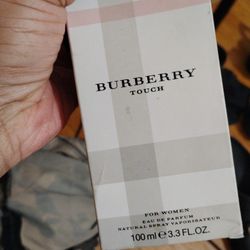 BURBERRY
TOUCH
FOR WOMEN
EAU DE PARFUM
NATURAL SPRAY VAPORISATEUR
100 ml ℮ 3.3 FL.OZ.